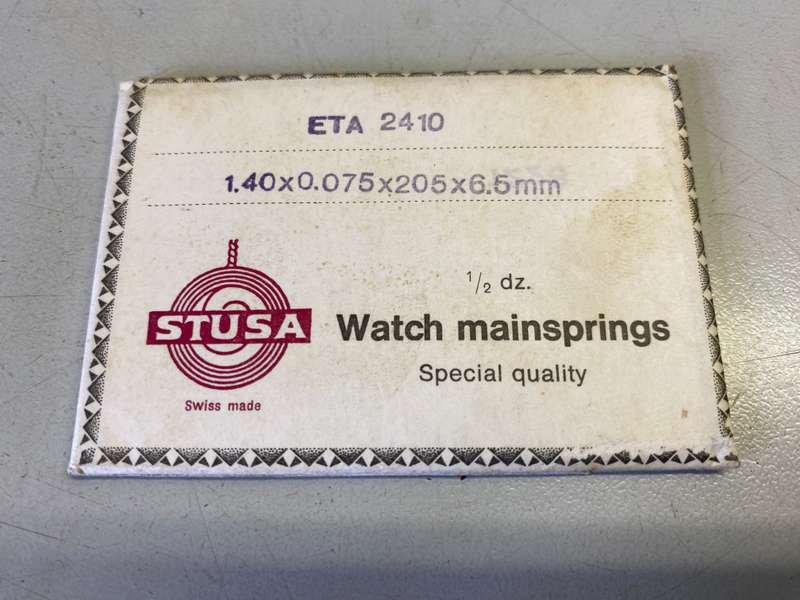 ETA 2410
1.40x0.075x205x6.5mm
1/2 dz.
STUSA
Watch mainsprings
Special quality
Swiss made